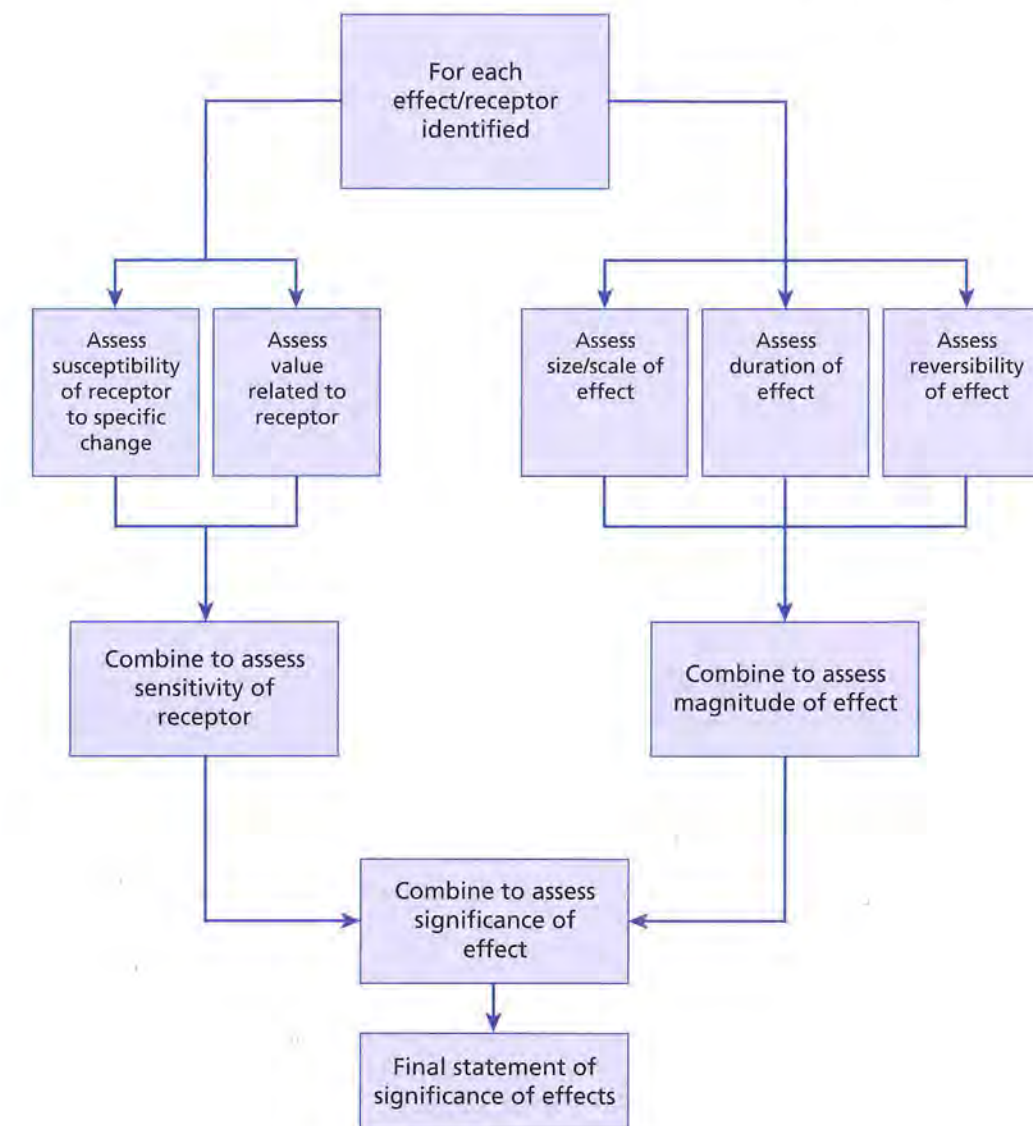 For each
effect/receptor
identified
Assess
susceptibility
of receptor
to specific
change
Assess
value
related to
receptor
Assess
size/scale of
effect
Assess
duration of
effect
Assess
reversibility
of effect
Combine to assess
sensitivity of
receptor
Combine to assess
magnitude of effect
Combine to assess
significance of
effect
Final statement of
significance of effects